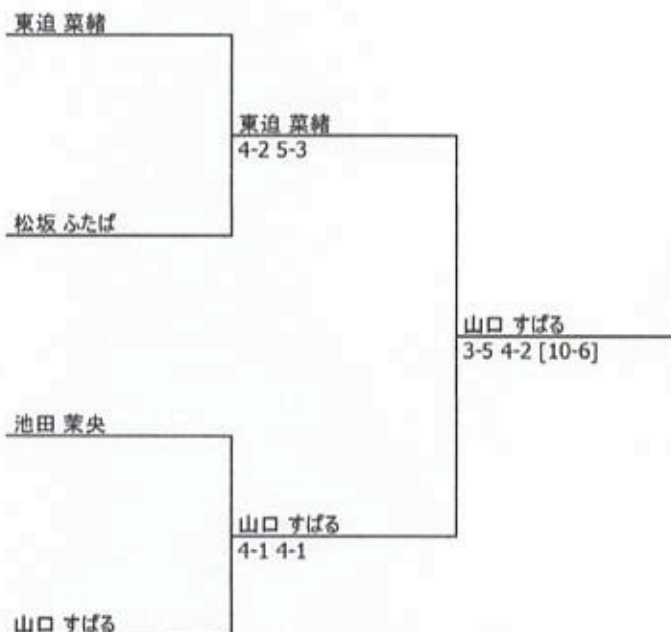 東迫 菜緒
東迫 菜緒
4-2 5-3
松坂 ふたば
山口 すばる
3-5 4-2 [10-6]
池田 茉央
山口 すばる
4-1 4-1
山口 すばる